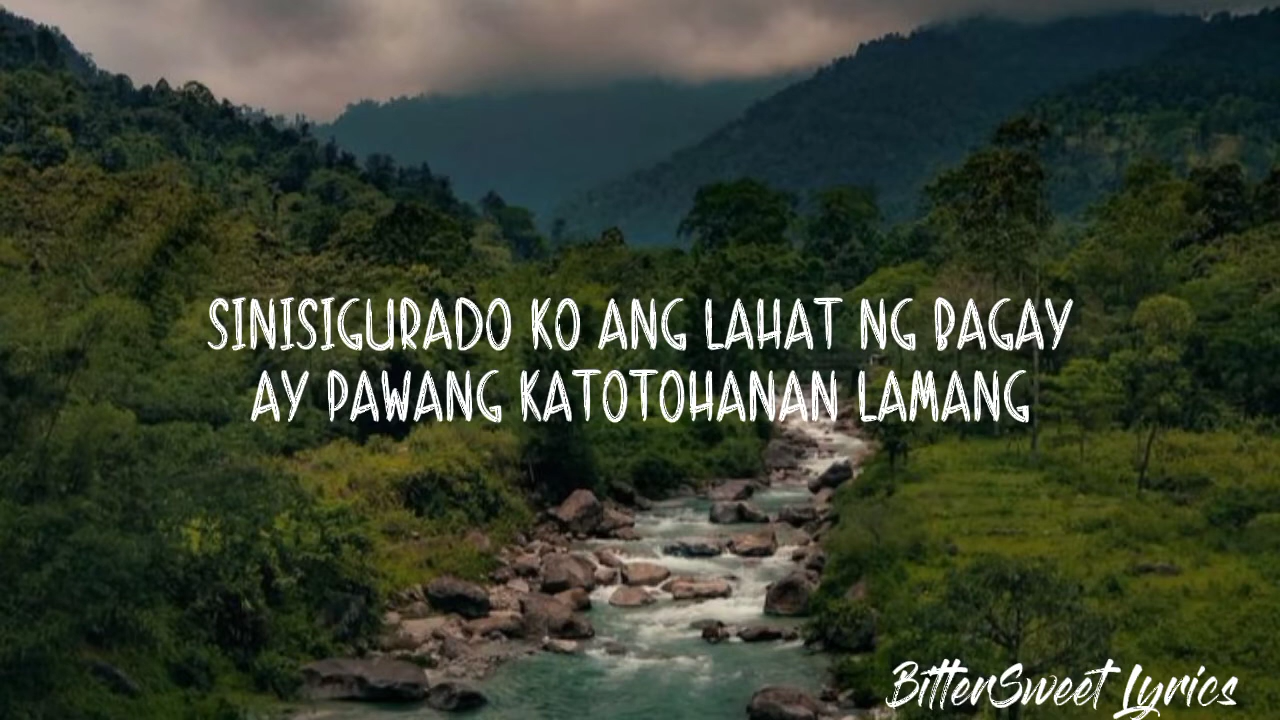 SINISIGURADO KO ANG LAHAT NG BAGAY
AY PAWANG KATOTOHANAN LAMANG
BitterSweet Lyrics